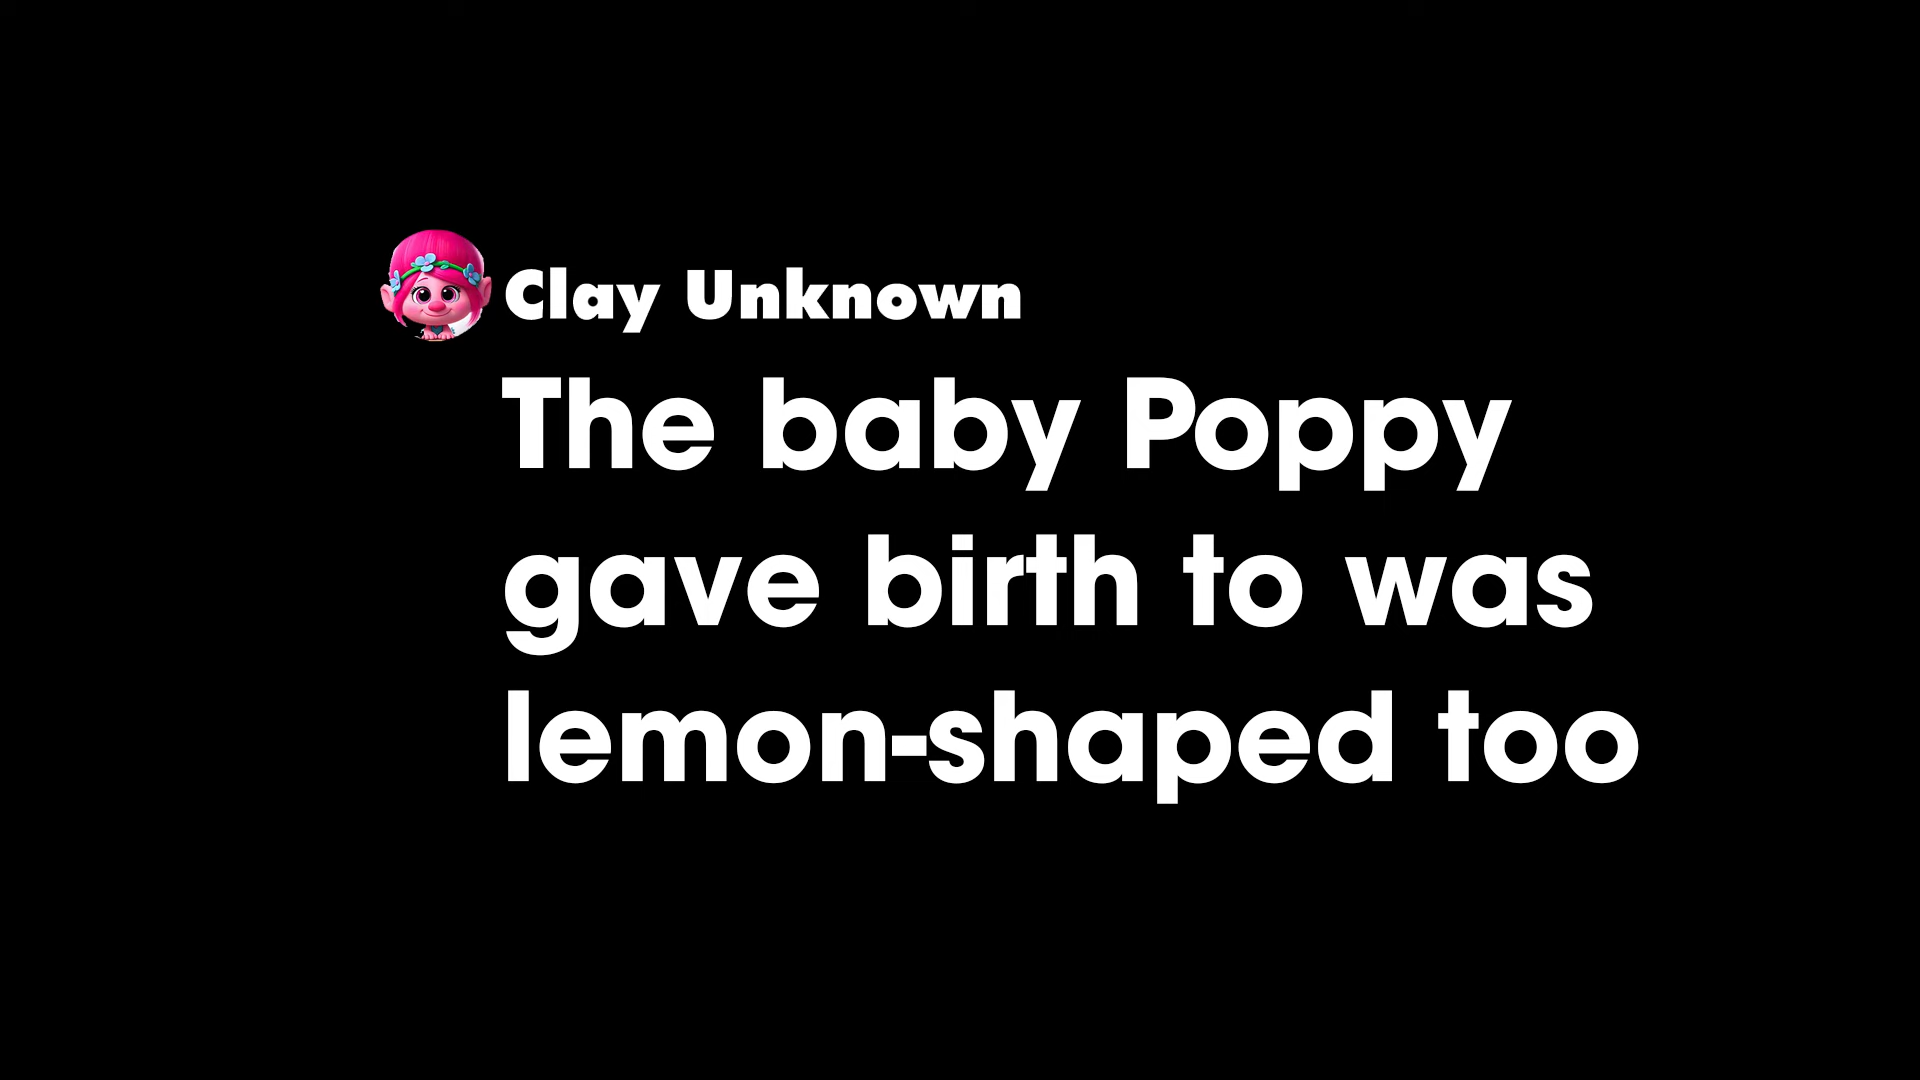 Clay Unknown
The baby Poppy
gave birth to was
lemon-shaped too